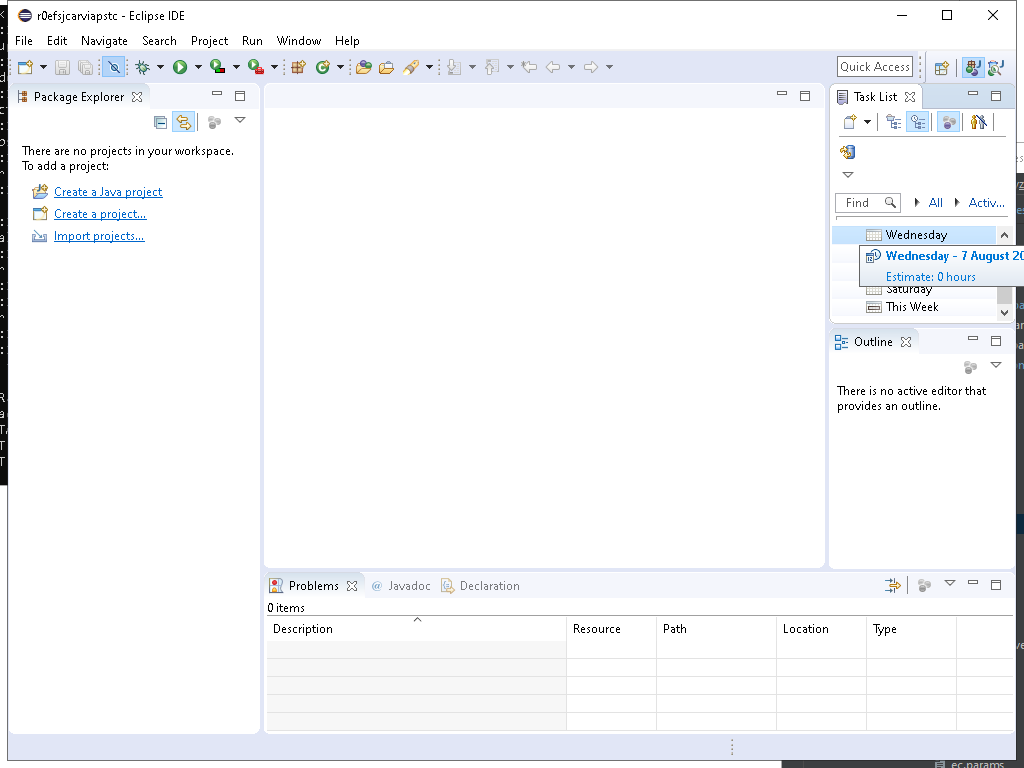 r0efsjcarviapstc - Eclipse IDE
File Edit Navigate Search Project Run Window Help
Quick Access
Package Explorer
There are no projects in your workspace.
To add a project:
Create a Java project
Create a project...
Import projects...
Task List
Find
All
Activ...
Wednesday
Wednesday - 7 August 20
Estimate: 0 hours
Saturday
This Week
Outline
There is no active editor that
provides an outline.
Problems
@ Javadoc
Declaration
0 items
Description Resource Path Location Type
ec.params